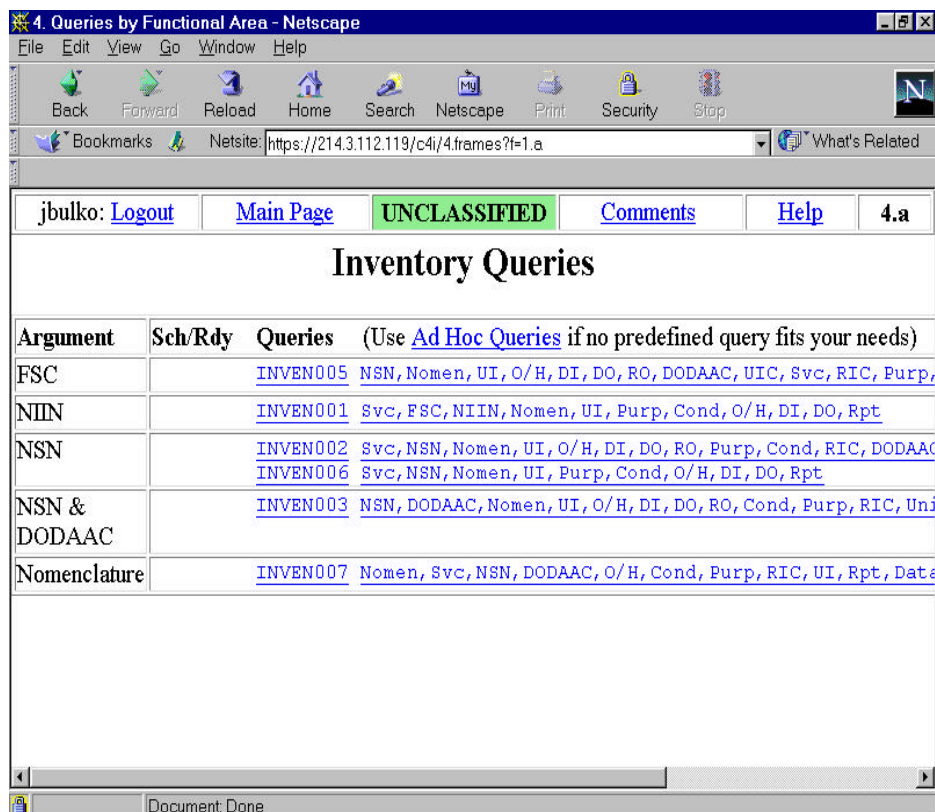 4. Queries by Functional Area - Netscape
File Edit View Go Window Help
Back Forward Reload Home Search Netscape Print Security Stop
My
N
Bookmarks Netsite: https://214.3.112.119/c4i/4.frames?f=1.a What's Related
jbulko: Logout Main Page UNCLASSIFIED Comments Help 4.a
Inventory Queries
Argument Sch/Rdy Queries (Use Ad Hoc Queries if no predefined query fits your needs)
FSC INVEN005 NSN,Nomen,UI,O/H,DI,DO,RO,DODAAC,UIC,Svc,RIC,Purp,
NIIN INVEN001 Svc,FSC,NIIN,Nomen,UI,Purp,Cond,O/H,DI,DO,Rpt
NSN INVEN002 Svc,NSN,Nomen,UI,O/H,DI,DO,RO,Purp,Cond,RIC,DODAAC
INVEN006 Svc,NSN,Nomen,UI,Purp,Cond,O/H,DI,DO,Rpt
NSN & INVEN003 NSN,DODAAC,Nomen,UI,O/H,DI,DO,RO,Cond,Purp,RIC,Uni
DODAAC
Nomenclature INVEN007 Nomen,Svc,NSN,DODAAC,O/H,Cond,Purp,RIC,UI,Rpt,Data
Document: Done